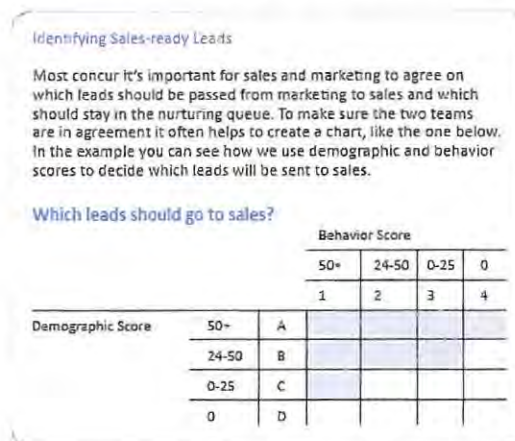 Identifying Sales-ready Leads
Most concur it's important for sales and marketing to agree on
which leads should be passed from marketing to sales and which
should stay in the nurturing queue. To make sure the two teams
are in agreement it often helps to create a chart, like the one below.
In the example you can see how we use demographic and behavior
scores to decide which leads will be sent to sales.
Which leads should go to sales?
Behavior Score
50+ 24-50 0-25 0
1 2 3 4
Demographic Score 50+ A
24-50 B
0-25 C
0 D